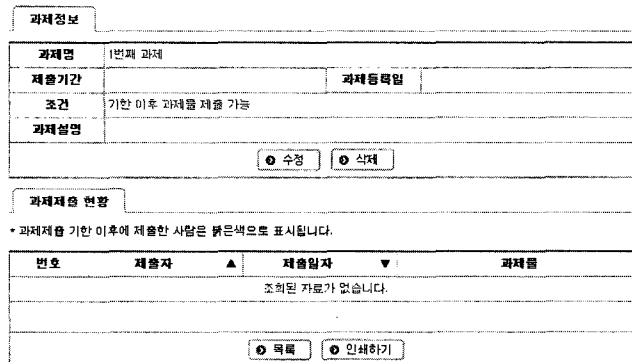 과제정보
과제명 1번째 과제
제출기간 과제등록일
조건 기한 이후 과제물 제출 가능
과제설명
수정 삭제
과제제출 현황
* 과제제출 기한 이후에 제출한 사람은 붉은색으로 표시됩니다.
번호 제출자 ▲ 제출일자 ▼ 과제물
조회된 자료가 없습니다.
목록 인쇄하기